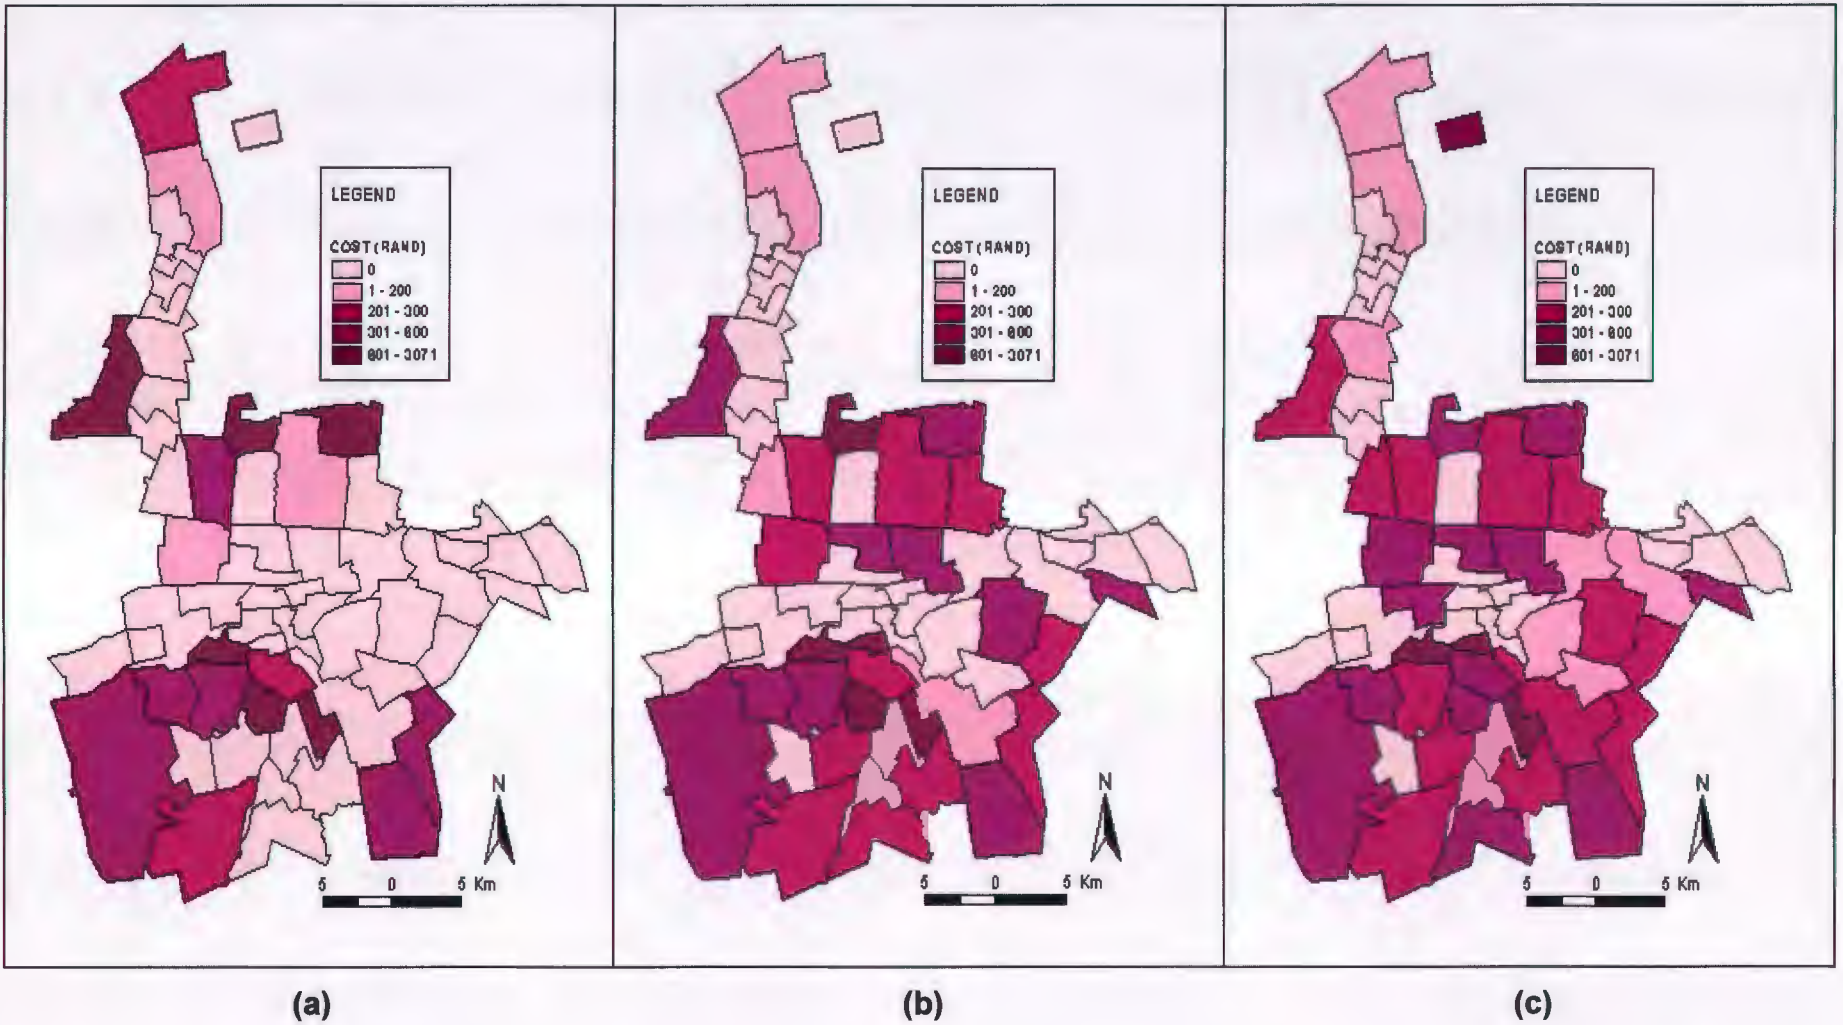 LEGEND
COST (RAND)
0
1 - 200
201 - 300
301 - 600
601 - 3071
N
5 0 5 Km
LEGEND
COST (RAND)
0
1 - 200
201 - 300
301 - 600
601 - 3071
N
5 0 5 Km
LEGEND
COST (RAND)
0
1 - 200
201 - 300
301 - 600
601 - 3071
N
5 0 5 Km
(a) (b) (c)